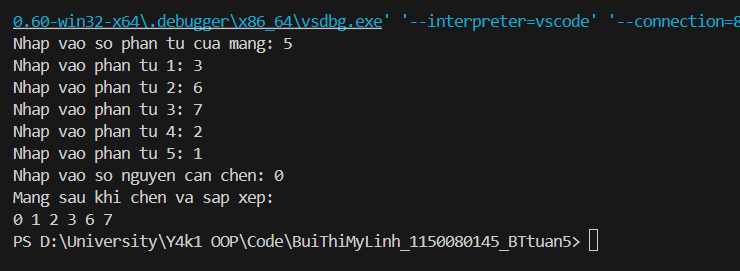 0.60-win32-x64\.debugger\x86_64\vsdbg.exe' '--interpreter=vscode' '--connection=8
Nhap vao so phan tu cua mang: 5
Nhap vao phan tu 1: 3
Nhap vao phan tu 2: 6
Nhap vao phan tu 3: 7
Nhap vao phan tu 4: 2
Nhap vao phan tu 5: 1
Nhap vao so nguyen can chen: 0
Mang sau khi chen va sap xep:
0 1 2 3 6 7
PS D:\University\Y4k1 OOP\Code\BuiThiMyLinh_1150080145_BTtuan5>